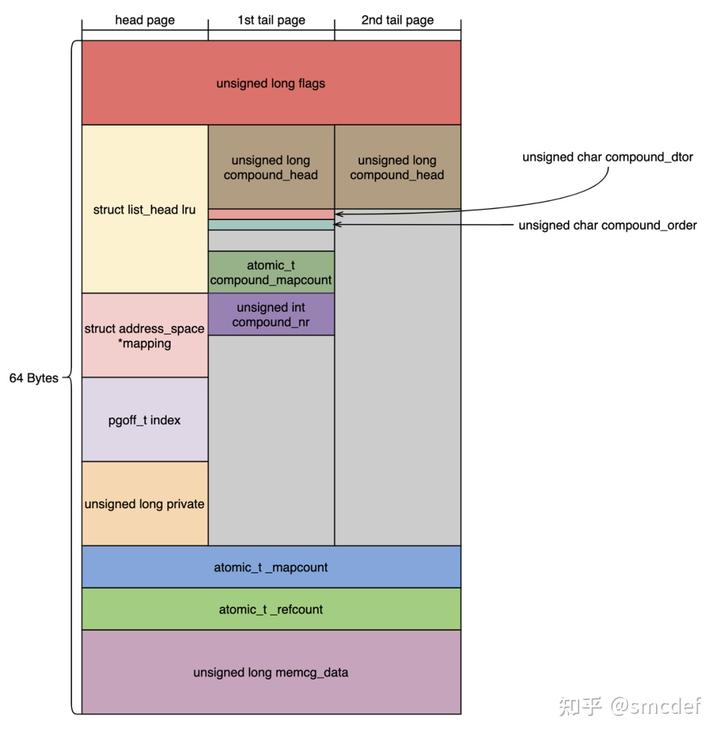 head page
1st tail page
2nd tail page
unsigned long flags
struct list_head lru
unsigned long
compound_head
unsigned long
compound_head
unsigned char compound_dtor
unsigned char compound_order
atomic_t
compound_mapcount
struct address_space
*mapping
unsigned int
compound_nr
64 Bytes
pgoff_t index
unsigned long private
atomic_t _mapcount
atomic_t _refcount
unsigned long memcg_data
知乎 @smcdef